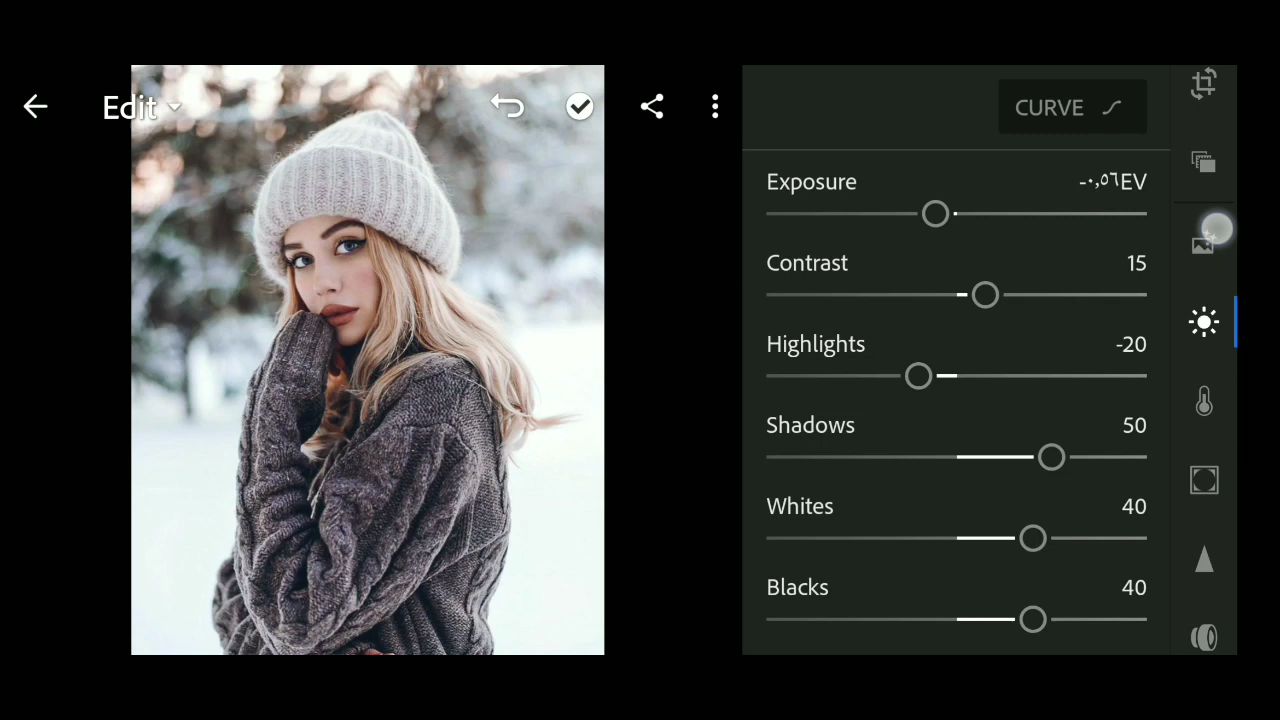 Edit
CURVE
Exposure -٠,٥٦EV
Contrast 15
Highlights -20
Shadows 50
Whites 40
Blacks 40